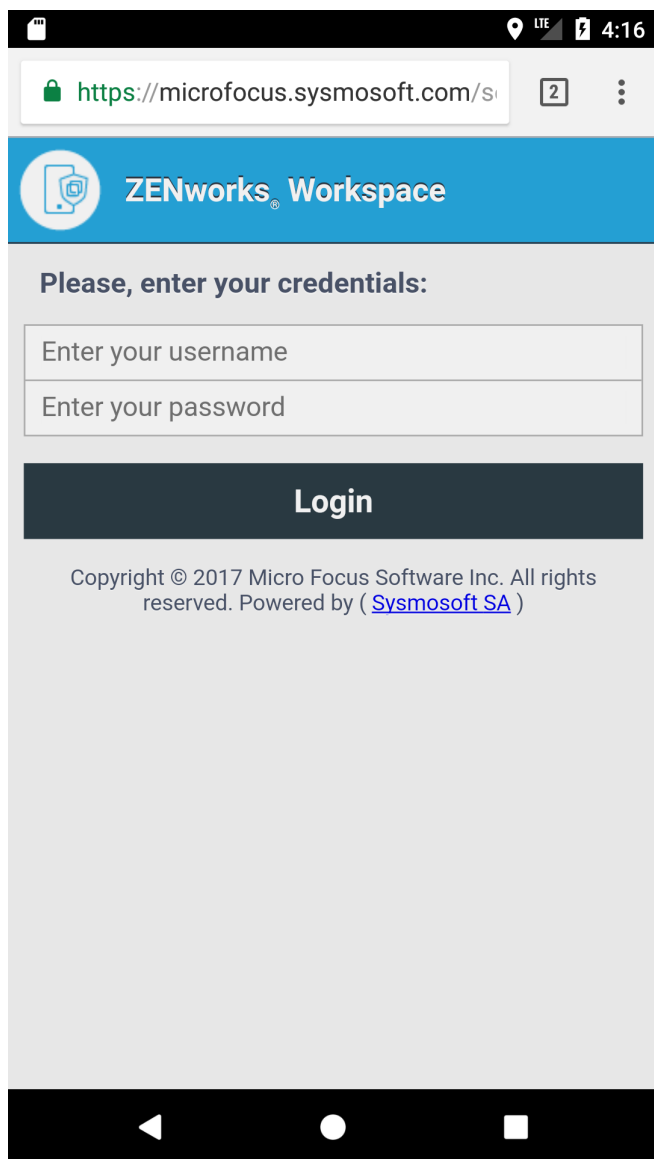 LTE 4:16
https://microfocus.sysmosoft.com/s
2
ZENworks® Workspace
Please, enter your credentials:
Enter your username
Enter your password
Login
Copyright © 2017 Micro Focus Software Inc. All rights
reserved. Powered by ( Sysmosoft SA )